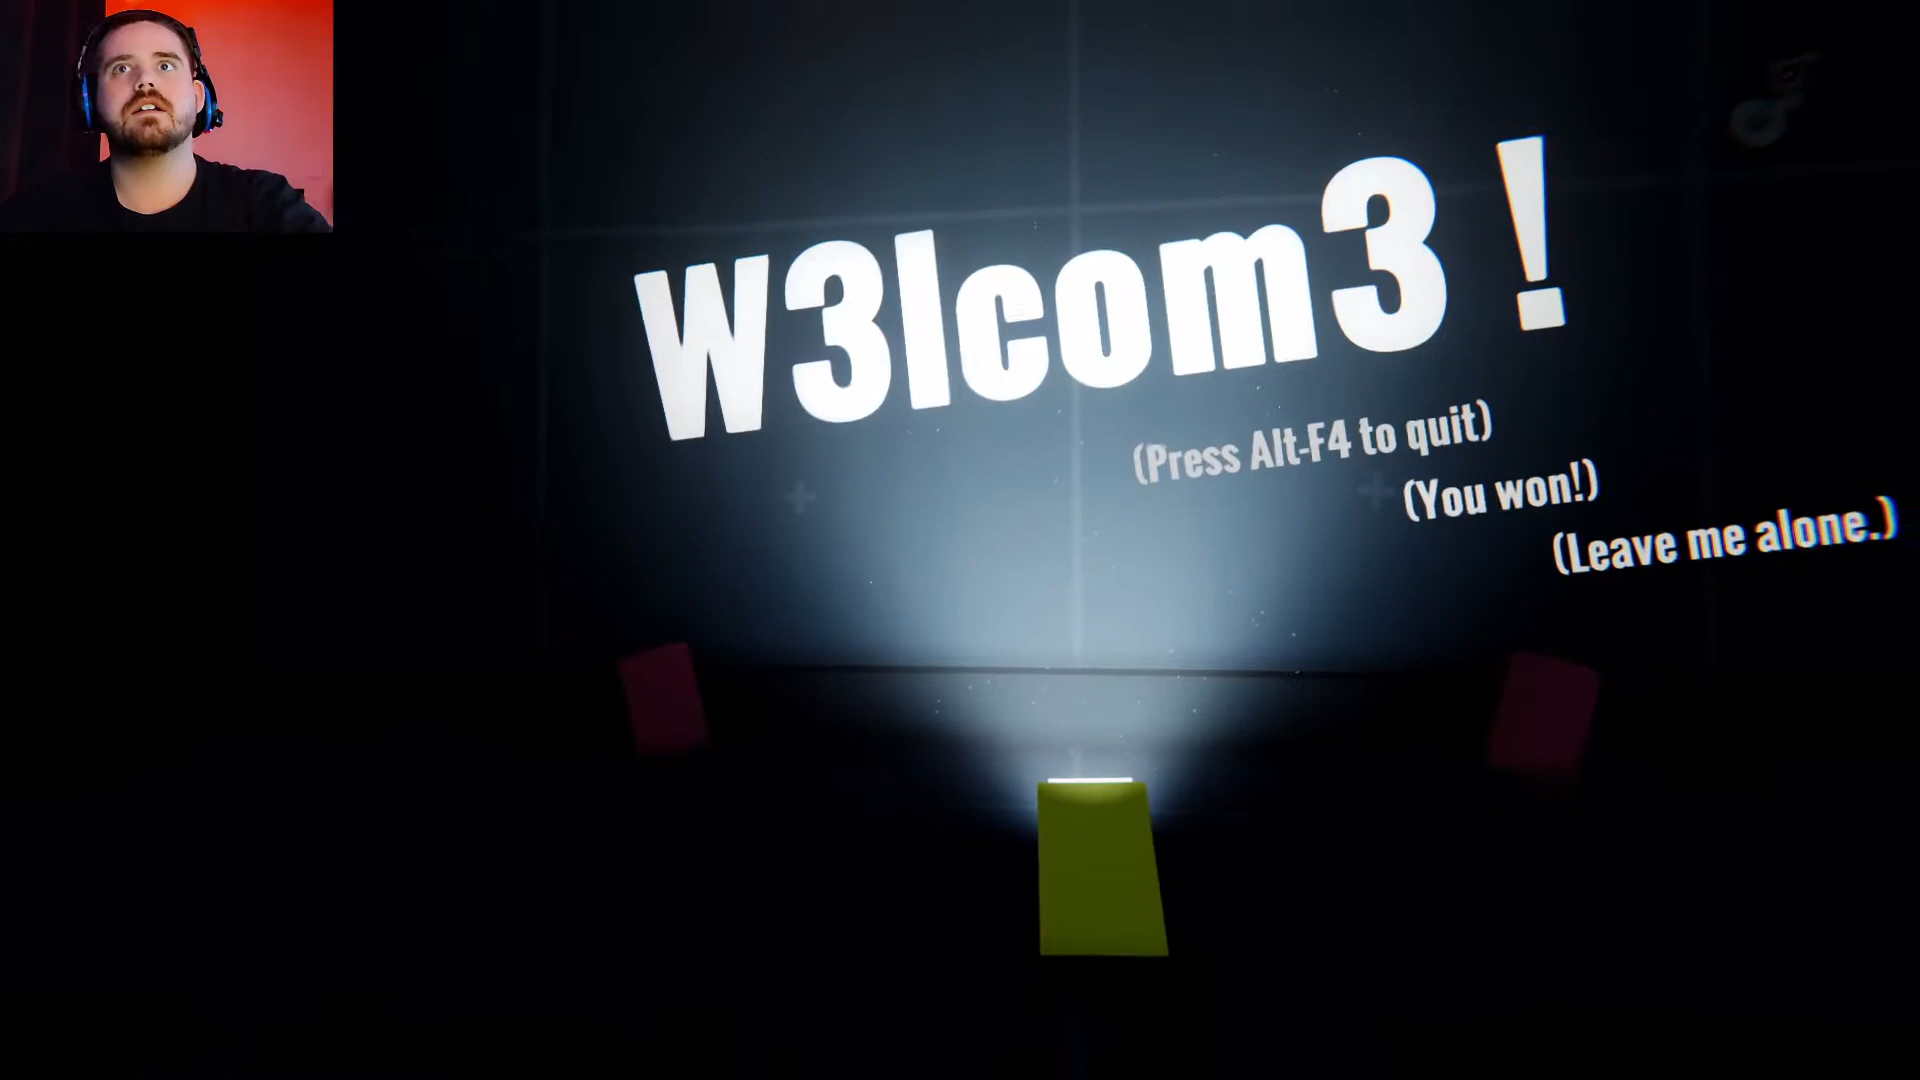 W3lcom3 !
(Press Alt-F4 to quit)
(You won!)
(Leave me alone.)